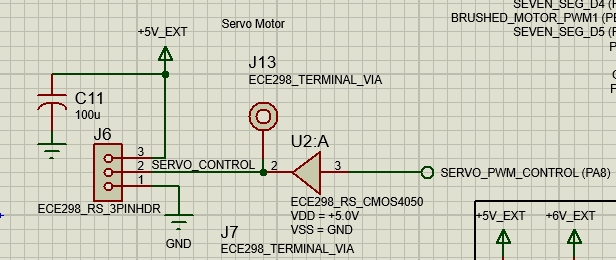 SEVEN_SEG_D4 (
Servo Motor
BRUSHED_MOTOR_PWM1 (P
+5V_EXT
SEVEN_SEG_D5 (
J13
ECE298_TERMINAL_VIA
C11
100u
J6
U2:A
3
2
1
SERVO_CONTROL
2
3
SERVO_PWM_CONTROL (PA8)
ECE298_RS_3PINHDR
ECE298_RS_CMOS4050
VDD = +5.0V
VSS = GND
+5V_EXT
+6V_EXT
J7
GND
ECE298_TERMINAL_VIA